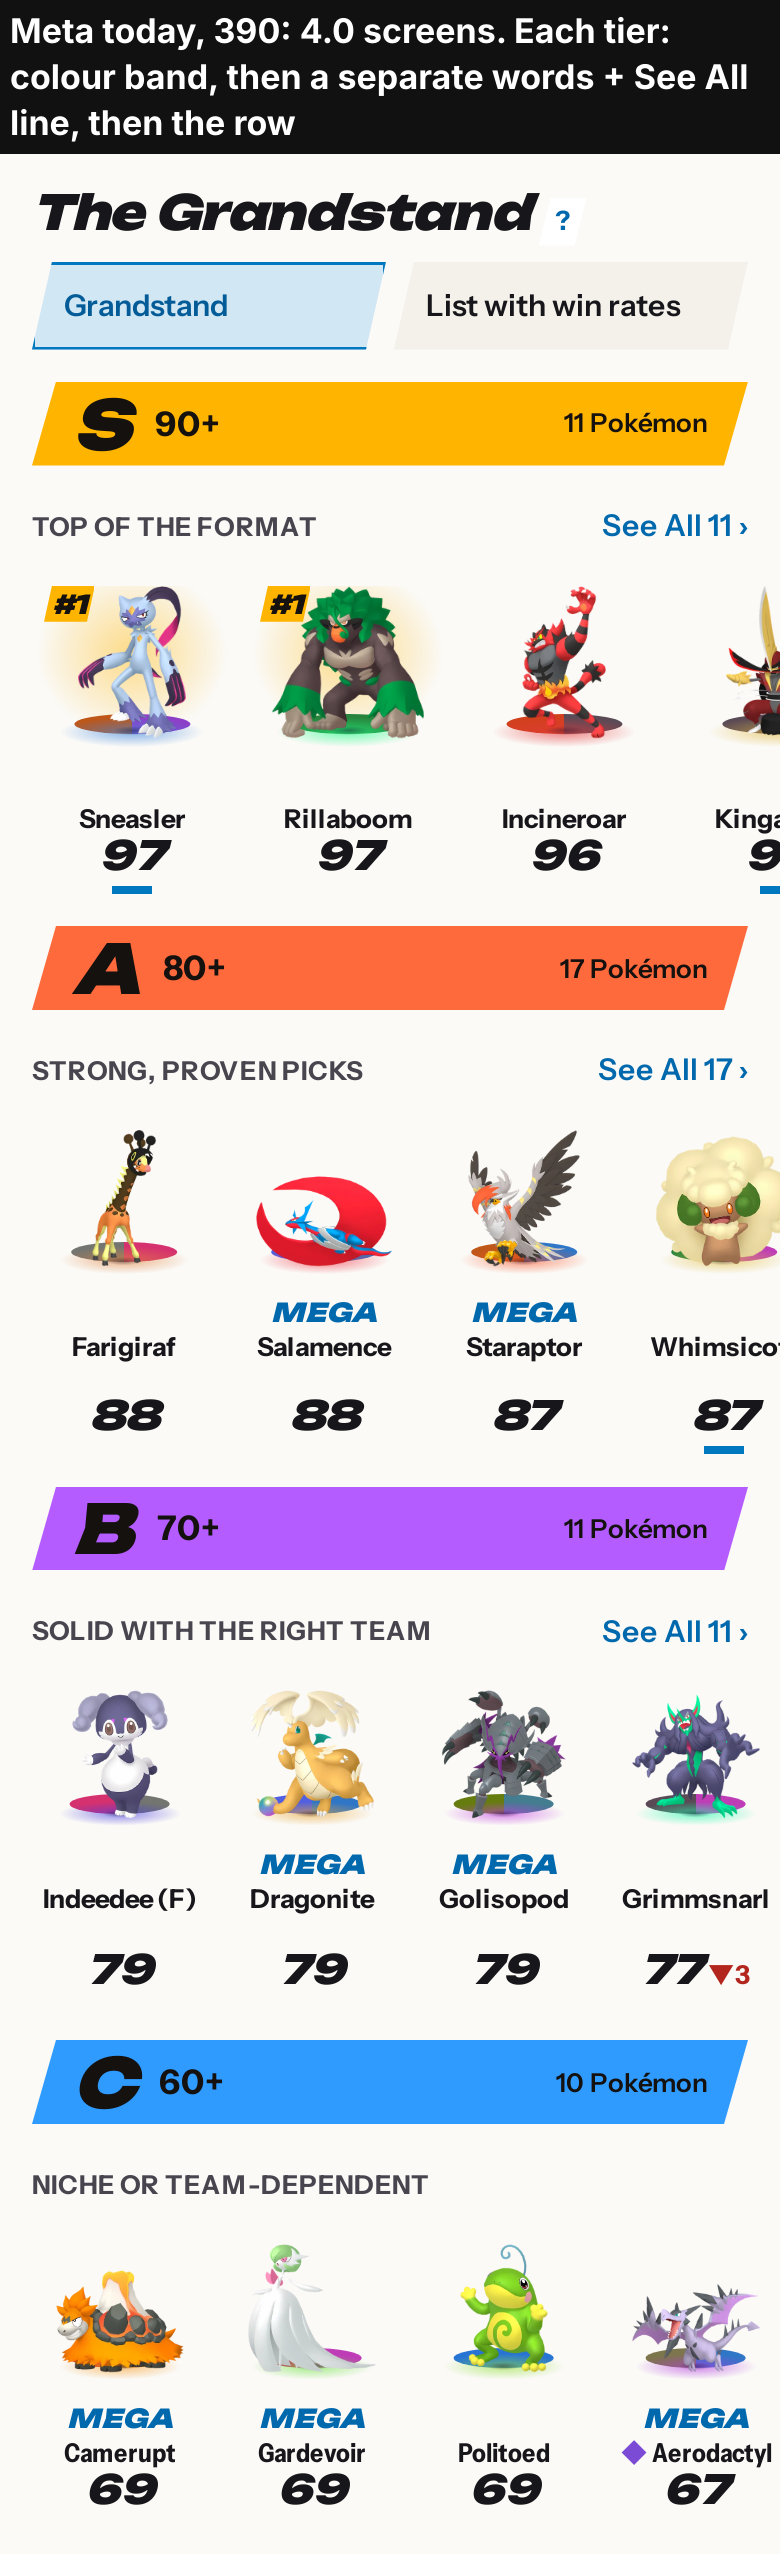 Meta today, 390: 4.0 screens. Each tier:
colour band, then a separate words + See All
line, then the row
The Grandstand ?
Grandstand List with win rates
S 90+ 11 Pokémon
TOP OF THE FORMAT See All 11 ›
#1 #1
Sneasler Rillaboom Incineroar Kinga
97 97 96 9
A 80+ 17 Pokémon
STRONG, PROVEN PICKS See All 17 ›
MEGA MEGA
Farigiraf Salamence Staraptor Whimsicot
88 88 87 87
B 70+ 11 Pokémon
SOLID WITH THE RIGHT TEAM See All 11 ›
MEGA MEGA
Indeedee (F) Dragonite Golisopod Grimmsnarl
79 79 79 77▼3
C 60+ 10 Pokémon
NICHE OR TEAM-DEPENDENT
MEGA MEGA MEGA
Camerupt Gardevoir Politoed Aerodactyl
69 69 69 67